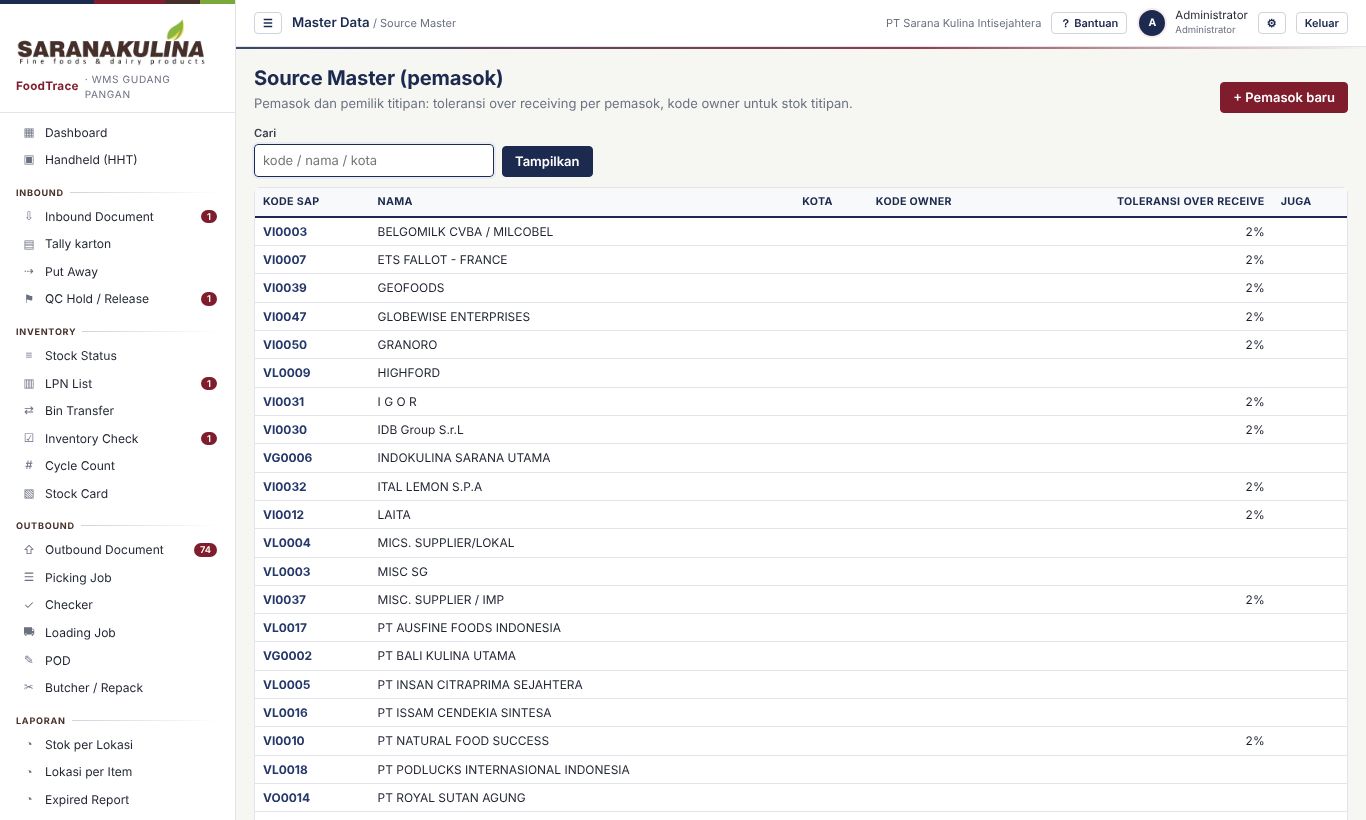 SARANAKULINA
Fine foods & dairy products
FoodTrace · WMS GUDANG PANGAN
Dashboard
Handheld (HHT)
INBOUND
Inbound Document 1
Tally karton
Put Away
QC Hold / Release 1
INVENTORY
Stock Status
LPN List 1
Bin Transfer
Inventory Check 1
Cycle Count
Stock Card
OUTBOUND
Outbound Document 74
Picking Job
Checker
Loading Job
POD
Butcher / Repack
LAPORAN
Stok per Lokasi
Lokasi per Item
Expired Report
Master Data / Source Master
PT Sarana Kulina Intisejahtera
? Bantuan
A
Administrator
Administrator
Keluar
Source Master (pemasok)
Pemasok dan pemilik titipan: toleransi over receiving per pemasok, kode owner untuk stok titipan.
+ Pemasok baru
Cari
kode / nama / kota
Tampilkan
KODE SAP NAMA KOTA KODE OWNER TOLERANSI OVER RECEIVE JUGA
VI0003 BELGOMILK CVBA / MILCOBEL 2%
VI0007 ETS FALLOT - FRANCE 2%
VI0039 GEOFOODS 2%
VI0047 GLOBEWISE ENTERPRISES 2%
VI0050 GRANORO 2%
VL0009 HIGHFORD
VI0031 I G O R 2%
VI0030 IDB Group S.r.L 2%
VG0006 INDOKULINA SARANA UTAMA
VI0032 ITAL LEMON S.P.A 2%
VI0012 LAITA 2%
VL0004 MICS. SUPPLIER/LOKAL
VL0003 MISC SG
VI0037 MISC. SUPPLIER / IMP 2%
VL0017 PT AUSFINE FOODS INDONESIA
VG0002 PT BALI KULINA UTAMA
VL0005 PT INSAN CITRAPRIMA SEJAHTERA
VL0016 PT ISSAM CENDEKIA SINTESA
VI0010 PT NATURAL FOOD SUCCESS 2%
VL0018 PT PODLUCKS INTERNASIONAL INDONESIA
VO0014 PT ROYAL SUTAN AGUNG